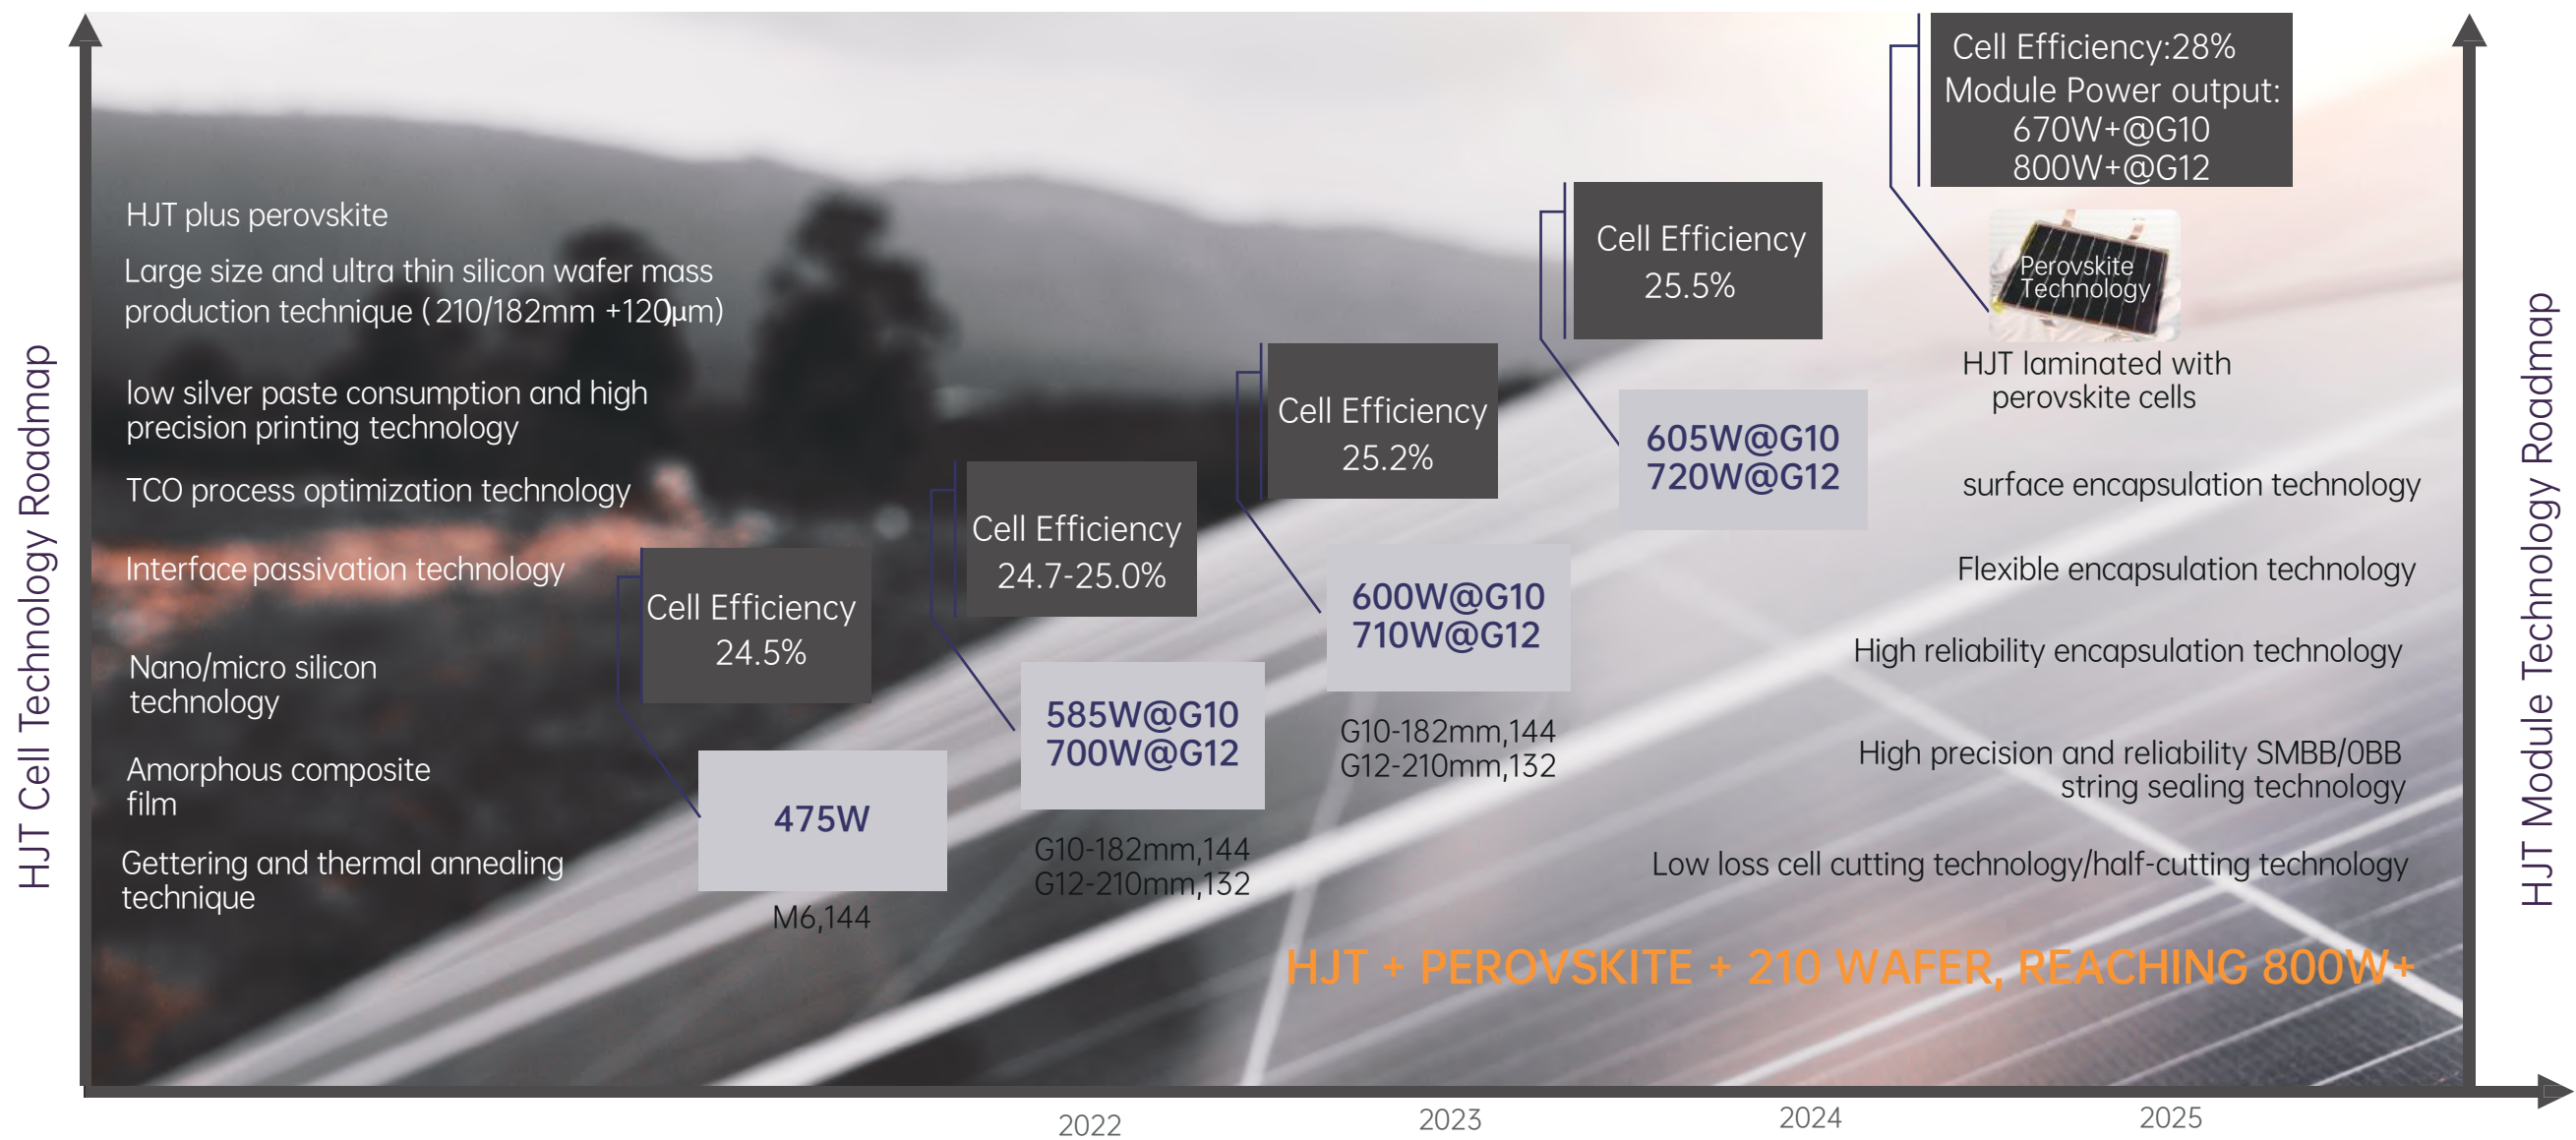 HJT Cell Technology Roadmap
HJT plus perovskite
Large size and ultra thin silicon wafer mass
production technique (210/182mm +120μm)
low silver paste consumption and high
precision printing technology
TCO process optimization technology
Interface passivation technology
Nano/micro silicon
technology
Amorphous composite
film
Gettering and thermal annealing
technique
Cell Efficiency
24.5%
475W
M6,144
Cell Efficiency
24.7-25.0%
585W@G10
700W@G12
G10-182mm,144
G12-210mm,132
Cell Efficiency
25.2%
600W@G10
710W@G12
G10-182mm,144
G12-210mm,132
Cell Efficiency
25.5%
605W@G10
720W@G12
Cell Efficiency:28%
Module Power output:
670W+@G10
800W+@G12
Perovskite
Technology
HJT laminated with
perovskite cells
surface encapsulation technology
Flexible encapsulation technology
High reliability encapsulation technology
High precision and reliability SMBB/0BB
string sealing technology
Low loss cell cutting technology/half-cutting technology
HJT + PEROVSKITE + 210 WAFER, REACHING 800W+
HJT Module Technology Roadmap
2022
2023
2024
2025